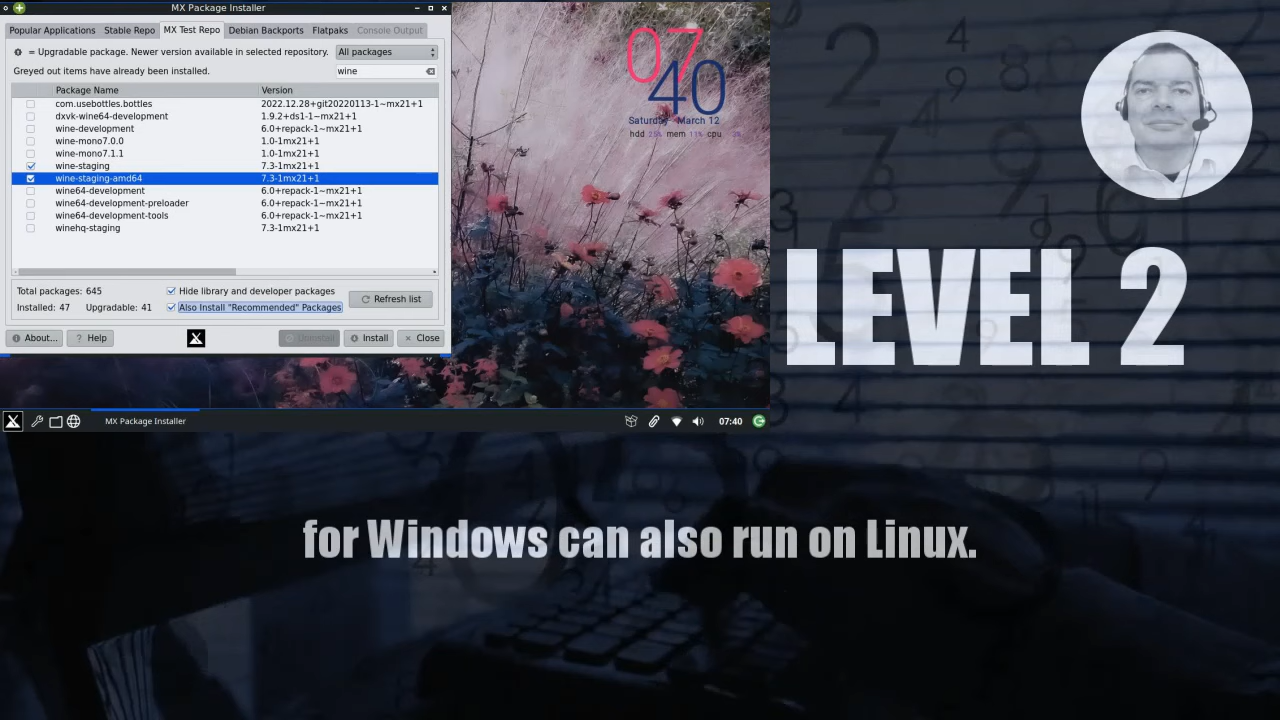 MX Package Installer
Popular Applications Stable Repo MX Test Repo Debian Backports Flatpaks Console Output
= Upgradable package. Newer version available in selected repository. All packages
Greyed out items have already been installed. wine
Package Name Version
com.usebottles.bottles 2022.12.28+git20220113-1~mx21+1
dxvk-wine64-development 1.9.2+ds1-1~mx21+1
wine-development 6.0+repack-1~mx21+1
wine-mono7.0.0 1.0-1mx21+1
wine-mono7.1.1 1.0-1mx21+1
wine-staging 7.3-1mx21+1
wine-staging-amd64 7.3-1mx21+1
wine64-development 6.0+repack-1~mx21+1
wine64-development-preloader 6.0+repack-1~mx21+1
wine64-development-tools 6.0+repack-1~mx21+1
winehq-staging 7.3-1mx21+1
Total packages: 645 Hide library and developer packages
Installed: 47 Upgradable: 41 Also Install "Recommended" Packages Refresh list
About... ? Help Uninstall Install Close
07
40
Saturday March 12
hdd 25% mem 11% cpu
MX Package Installer 07:40
LEVEL 2
for Windows can also run on Linux.